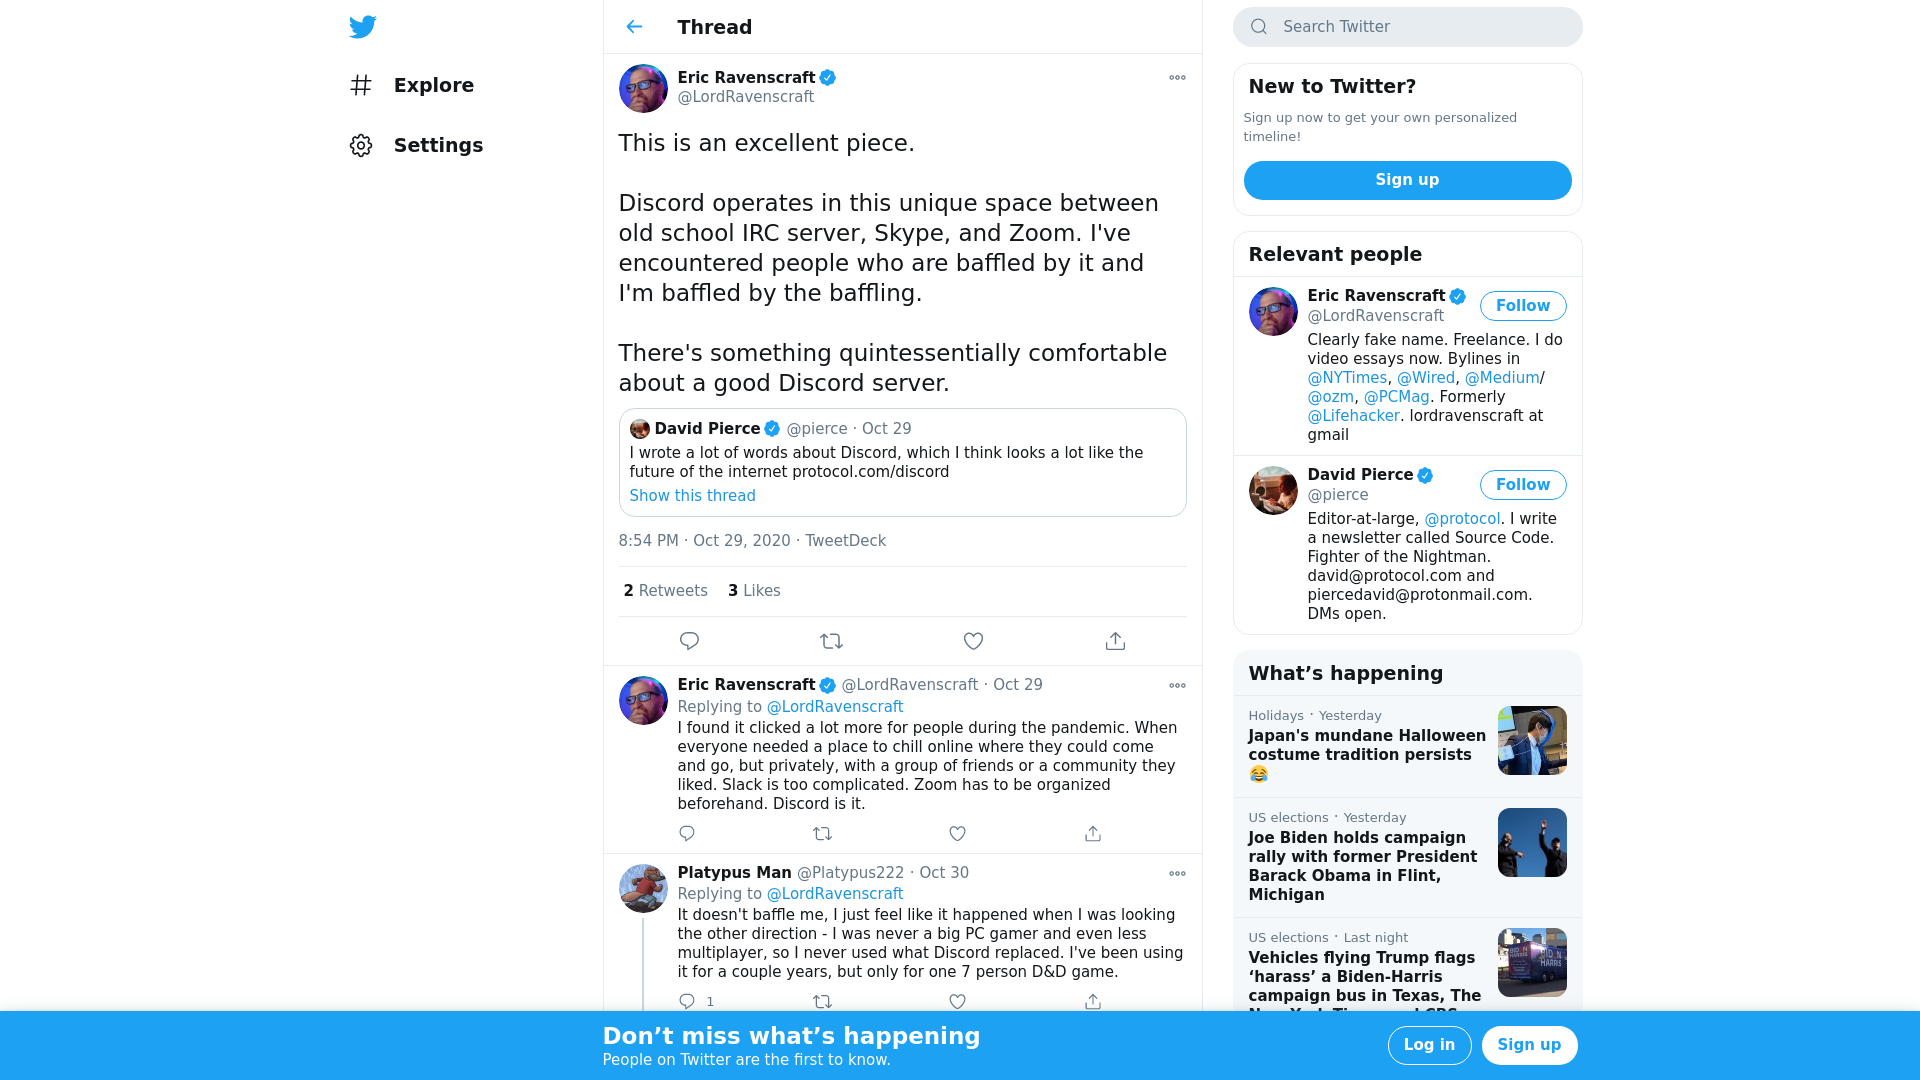 Explore
Settings
Thread
Eric Ravenscraft
@LordRavenscraft
This is an excellent piece.
Discord operates in this unique space between
old school IRC server, Skype, and Zoom. I've
encountered people who are baffled by it and
I'm baffled by the baffling.
There's something quintessentially comfortable
about a good Discord server.
David Pierce @pierce · Oct 29
I wrote a lot of words about Discord, which I think looks a lot like the
future of the internet protocol.com/discord
Show this thread
8:54 PM · Oct 29, 2020 · TweetDeck
2 Retweets 3 Likes
Eric Ravenscraft @LordRavenscraft · Oct 29
Replying to @LordRavenscraft
I found it clicked a lot more for people during the pandemic. When
everyone needed a place to chill online where they could come
and go, but privately, with a group of friends or a community they
liked. Slack is too complicated. Zoom has to be organized
beforehand. Discord is it.
Platypus Man @Platypus222 · Oct 30
Replying to @LordRavenscraft
It doesn't baffle me, I just feel like it happened when I was looking
the other direction - I was never a big PC gamer and even less
multiplayer, so I never used what Discord replaced. I've been using
it for a couple years, but only for one 7 person D&D game.
1
Search Twitter
New to Twitter?
Sign up now to get your own personalized
timeline!
Sign up
Relevant people
Eric Ravenscraft
@LordRavenscraft
Follow
Clearly fake name. Freelance. I do
video essays now. Bylines in
@NYTimes, @Wired, @Medium/
@ozm, @PCMag. Formerly
@Lifehacker. lordravenscraft at
gmail
David Pierce
@pierce
Follow
Editor-at-large, @protocol. I write
a newsletter called Source Code.
Fighter of the Nightman.
david@protocol.com and
piercedavid@protonmail.com.
DMs open.
What's happening
Holidays · Yesterday
Japan's mundane Halloween
costume tradition persists
😂
US elections · Yesterday
Joe Biden holds campaign
rally with former President
Barack Obama in Flint,
Michigan
US elections · Last night
Vehicles flying Trump flags
‘harass’ a Biden-Harris
campaign bus in Texas, The
Don’t miss what’s happening
People on Twitter are the first to know.
Log in
Sign up